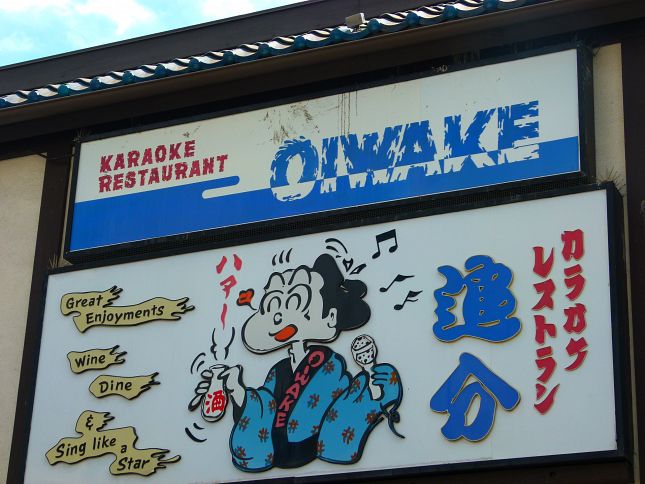 KARAOKE
RESTAURANT
OIWAKE
Great
Enjoyments
Wine
Dine
&
Sing like a
Star
ハァー
酒
OIWAKE
追分
カラオケ
レストラン